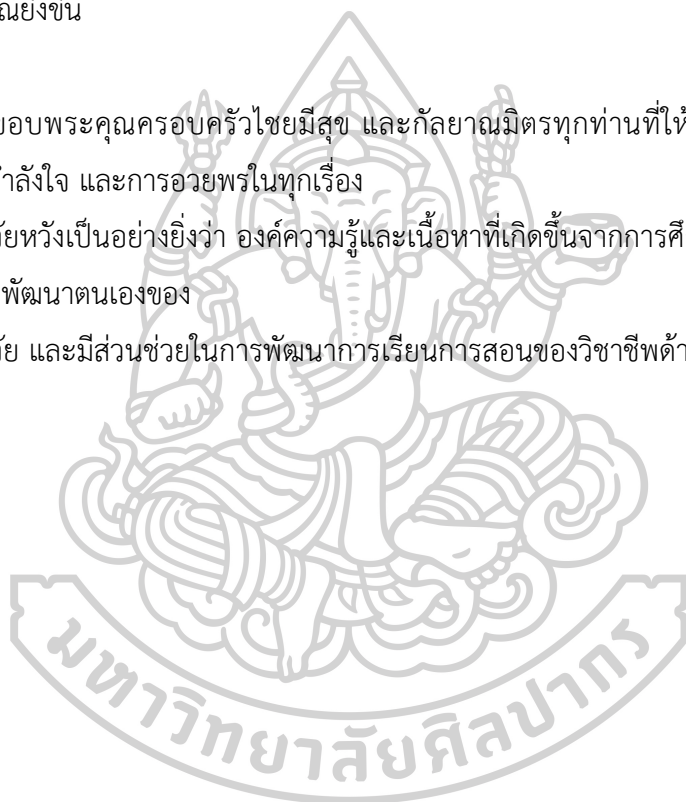 ณยิ่งขึ้น
ขอบพระคุณครอบครัวไชยมีสุข และกัลยาณมิตรทุกท่านที่ให้
กำลังใจ และการอวยพรในทุกเรื่อง
ัยหวังเป็นอย่างยิ่งว่า องค์ความรู้และเนื้อหาที่เกิดขึ้นจากการศึ
พัฒนาตนเองของ
ัย และมีส่วนช่วยในการพัฒนาการเรียนการสอนของวิชาชีพด้า
มหาวิทยาลัยศิลปากร